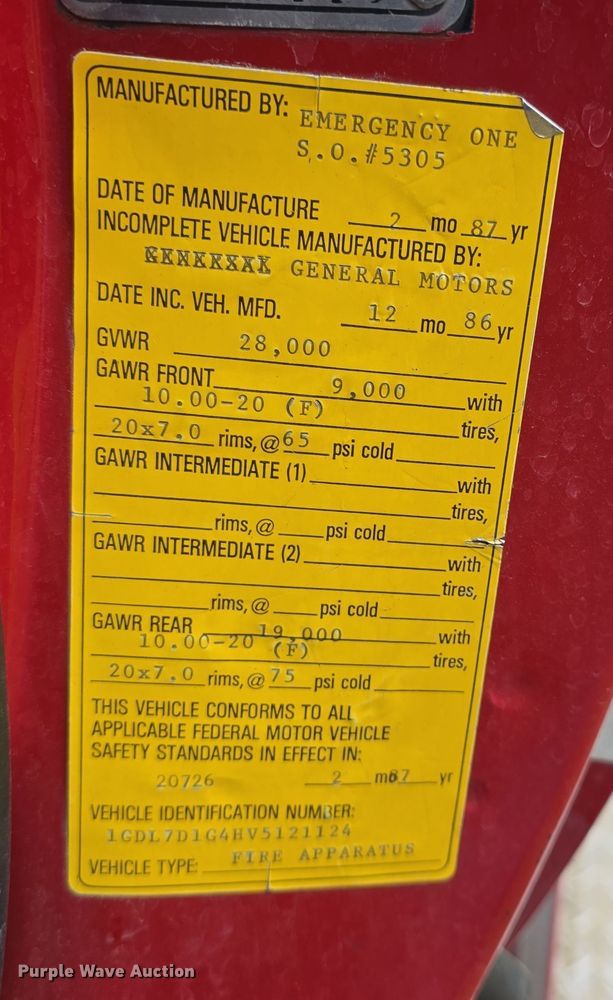 MANUFACTURED BY: EMERGENCY ONE
S.O.#5305
DATE OF MANUFACTURE 2 mo 87 yr
INCOMPLETE VEHICLE MANUFACTURED BY:
GENERAL MOTORS
DATE INC. VEH. MFD. 12 mo 86 yr
GVWR 28,000
GAWR FRONT 9,000 with
10.00-20 (F) tires,
20x7.0 rims, @ 65 psi cold
GAWR INTERMEDIATE (1) with
tires,
rims, @ psi cold
GAWR INTERMEDIATE (2) with
tires,
rims, @ psi cold
GAWR REAR 19,000 with
10.00-20 (F) tires,
20x7.0 rims, @ 75 psi cold
THIS VEHICLE CONFORMS TO ALL
APPLICABLE FEDERAL MOTOR VEHICLE
SAFETY STANDARDS IN EFFECT IN:
20726 2 mo 87 yr
VEHICLE IDENTIFICATION NUMBER:
1GDL7D1G4HV5121124
VEHICLE TYPE: FIRE APPARATUS
Purple Wave Auction